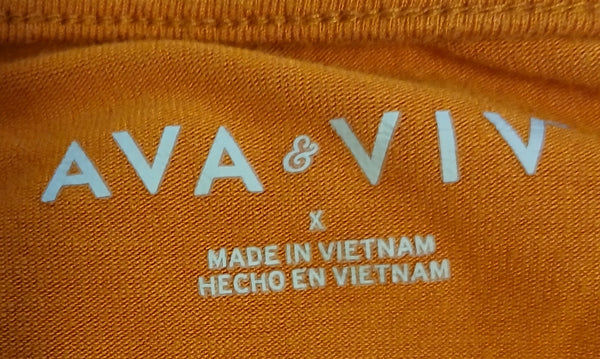 AVA & VIV
X
MADE IN VIETNAM
HECHO EN VIETNAM